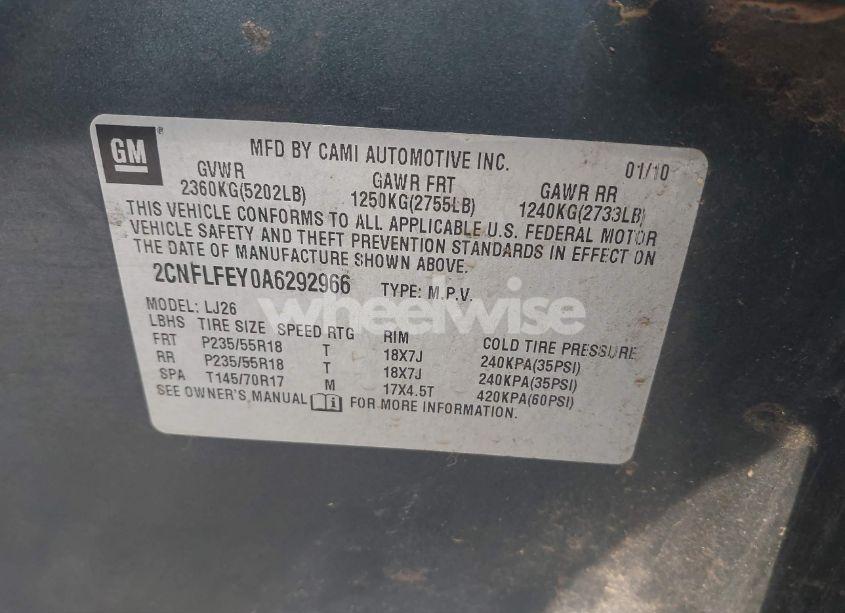 GM
MFD BY CAMI AUTOMOTIVE INC. 01/10
GVWR GAWR FRT GAWR RR
2360KG(5202LB) 1250KG(2755LB) 1240KG(2733LB)
THIS VEHICLE CONFORMS TO ALL APPLICABLE U.S. FEDERAL MOTOR
VEHICLE SAFETY AND THEFT PREVENTION STANDARDS IN EFFECT ON
THE DATE OF MANUFACTURE SHOWN ABOVE.
2CNFLFEY0A6292966 TYPE: M.P.V.
wheelwise
MODEL: LJ26
LBHS TIRE SIZE SPEED RTG RIM COLD TIRE PRESSURE
FRT P235/55R18 T 18X7J 240KPA(35PSI)
RR P235/55R18 T 18X7J 240KPA(35PSI)
SPA T145/70R17 M 17X4.5T 420KPA(60PSI)
SEE OWNER'S MANUAL FOR MORE INFORMATION.